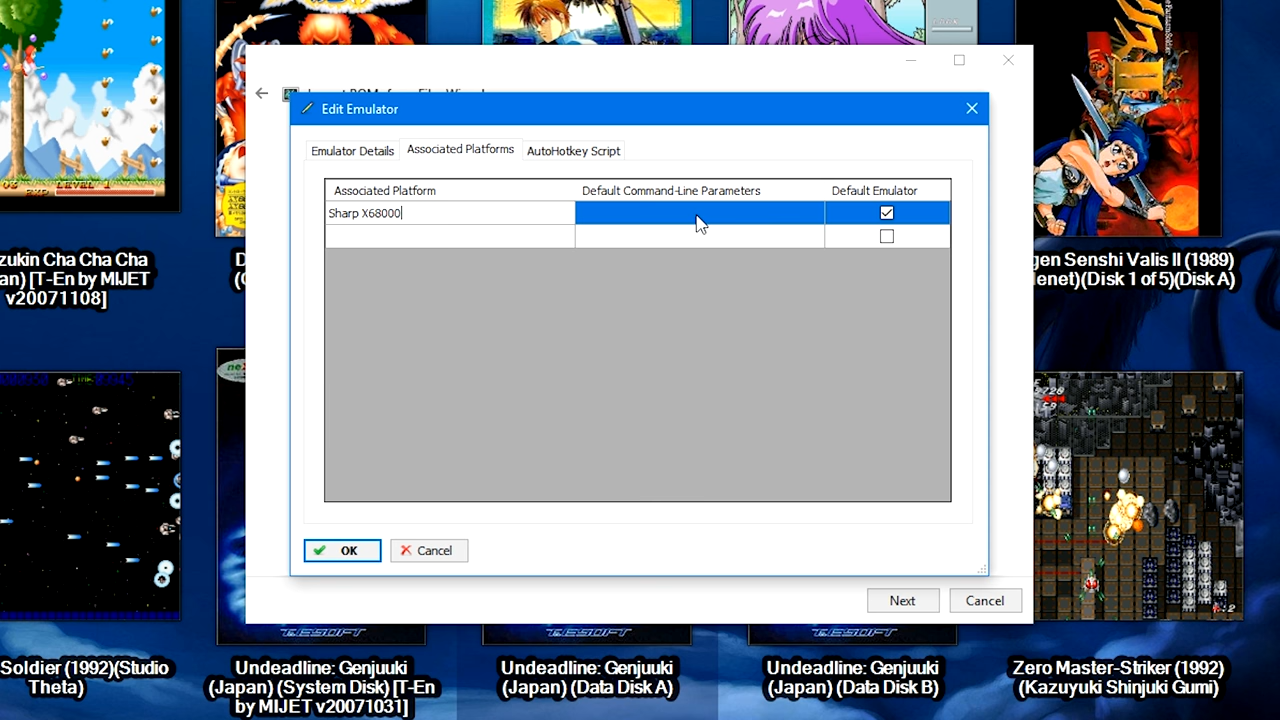 Edit Emulator
Emulator Details
Associated Platforms
AutoHotkey Script
Associated Platform
Default Command-Line Parameters
Default Emulator
Sharp X68000
OK
Cancel
Next
Cancel
LEVEL 1
zukin Cha Cha Cha
an) [T-En by MIJET
v20071108]
gen Senshi Valis II (1989)
enet)(Disk 1 of 5)(Disk A)
Soldier (1992)(Studio
Theta)
Undeadline: Genjuuki
(Japan) (System Disk) [T-En
by MIJET v20071031]
Undeadline: Genjuuki
(Japan) (Data Disk A)
Undeadline: Genjuuki
(Japan) (Data Disk B)
Zero Master-Striker (1992)
(Kazuyuki Shinjuki Gumi)